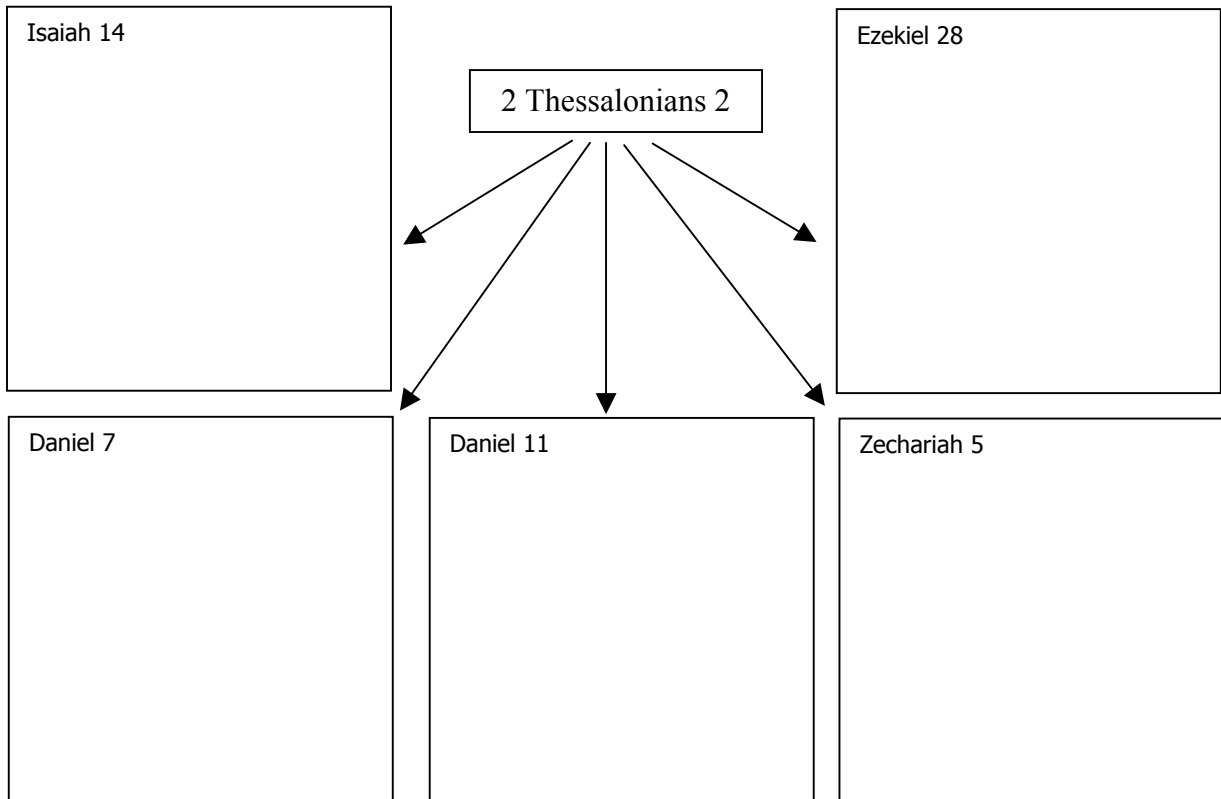 Isaiah 14
2 Thessalonians 2
Ezekiel 28
Daniel 7
Daniel 11
Zechariah 5